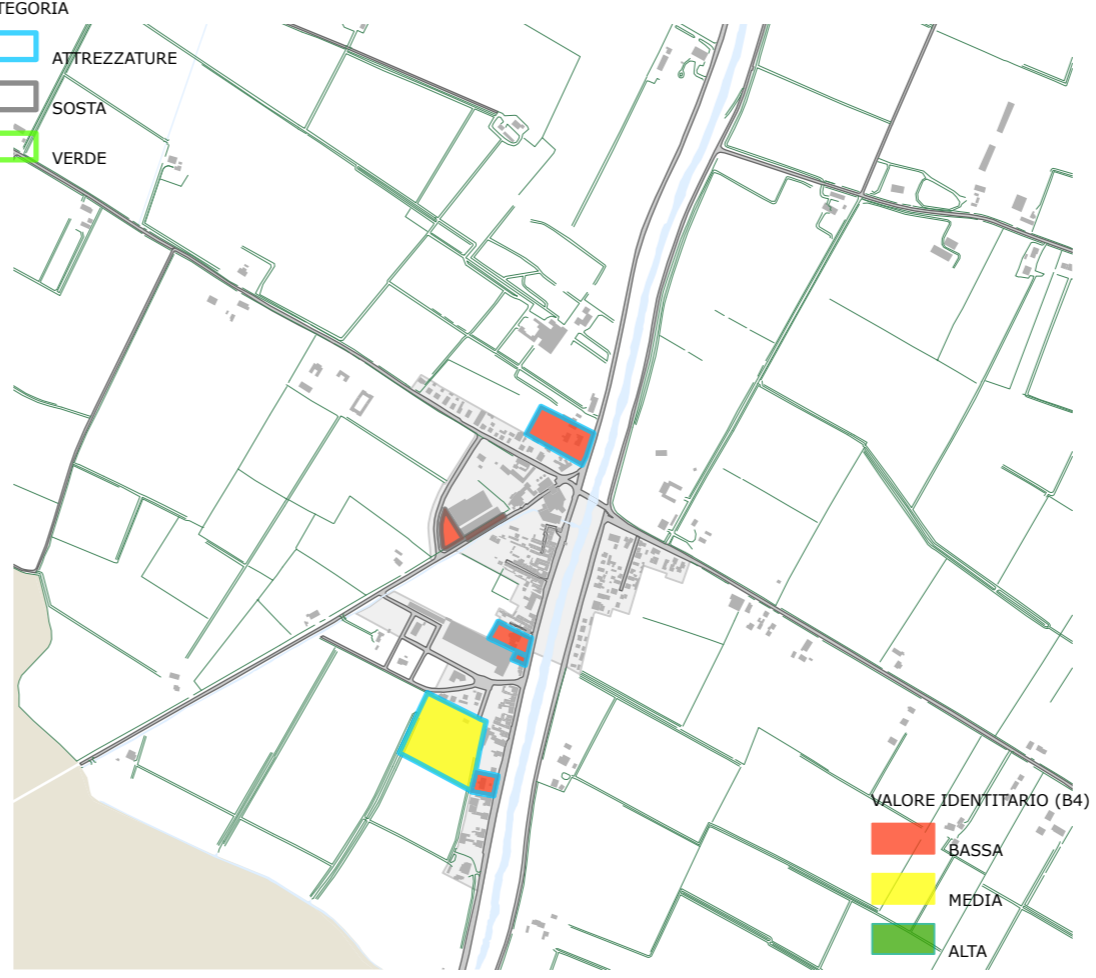 TEGORIA
ATTREZZATURE
SOSTA
VERDE
VALORE IDENTITARIO (B4)
BASSA
MEDIA
ALTA